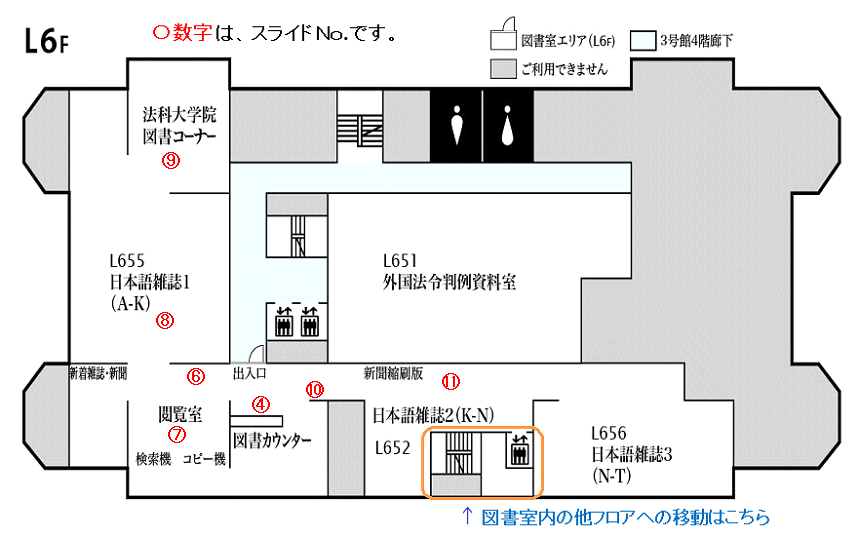 L6F
〇数字は、スライドNo.です。
図書室エリア(L6F)
3号館4階廊下
ご利用できません
法科大学院
図書コーナー
⑨
L655
日本語雑誌1
(A-K)
⑧
L651
外国法令判例資料室
新着雑誌・新聞
⑥
出入口
⑩
新聞縮刷版
⑪
④
閲覧室
⑦
検索機
コピー機
図書カウンター
日本語雑誌2(K-N)
L652
L656
日本語雑誌3
(N-T)
↑ 図書室内の他フロアへの移動はこちら